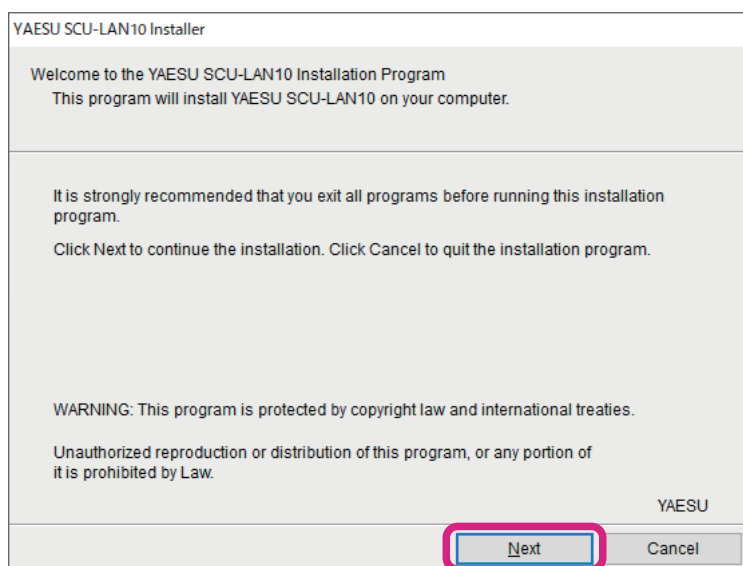 YAESU SCU-LAN10 Installer
Welcome to the YAESU SCU-LAN10 Installation Program
This program will install YAESU SCU-LAN10 on your computer.
It is strongly recommended that you exit all programs before running this installation
program.
Click Next to continue the installation. Click Cancel to quit the installation program.
WARNING: This program is protected by copyright law and international treaties.
Unauthorized reproduction or distribution of this program, or any portion of
it is prohibited by Law.
YAESU
Next
Cancel